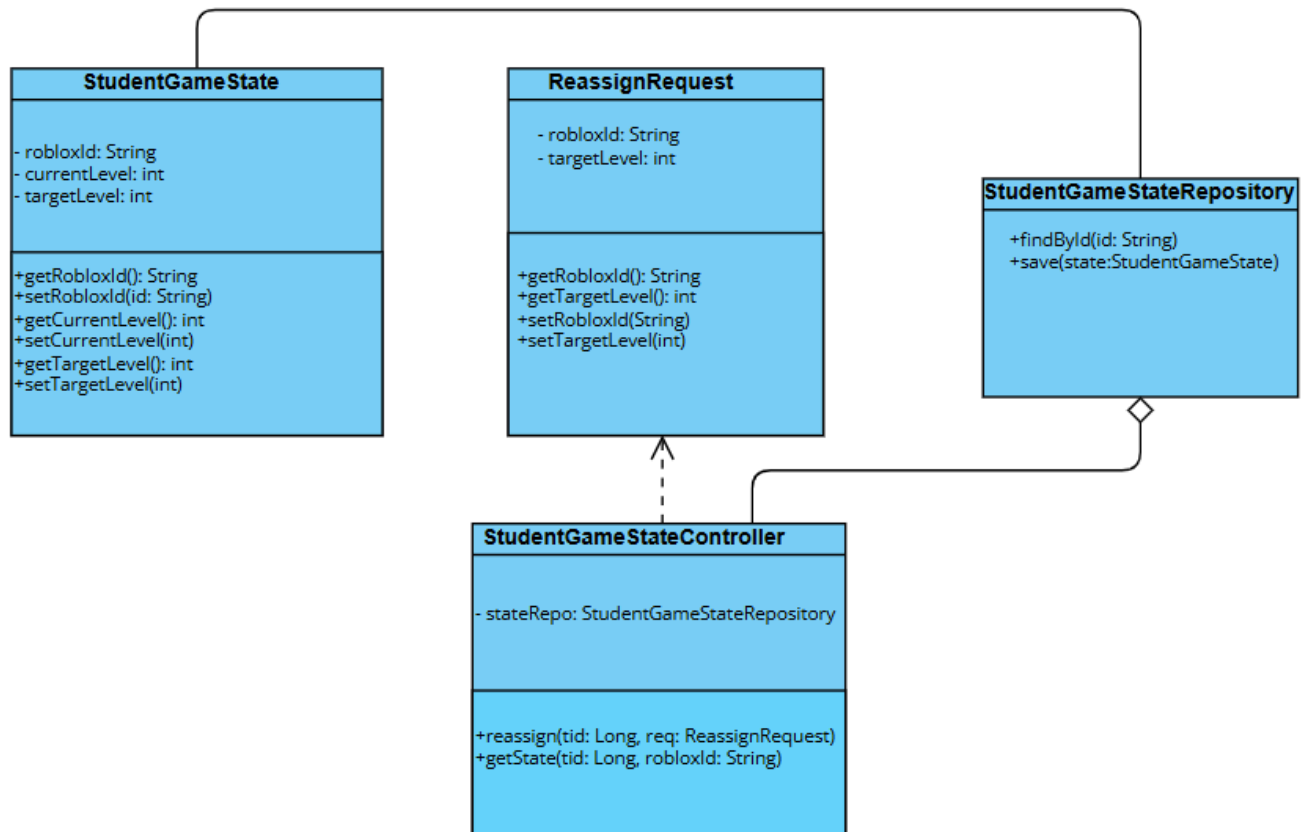 StudentGameState
- robloxId: String
- currentLevel: int
- targetLevel: int
+getRobloxId(): String
+setRobloxId(id: String)
+getCurrentLevel(): int
+setCurrentLevel(int)
+getTargetLevel(): int
+setTargetLevel(int)
ReassignRequest
- robloxId: String
- targetLevel: int
+getRobloxId(): String
+getTargetLevel(): int
+setRobloxId(String)
+setTargetLevel(int)
StudentGameStateRepository
+findById(id: String)
+save(state:StudentGameState)
StudentGameStateController
- stateRepo: StudentGameStateRepository
+reassign(tid: Long, req: ReassignRequest)
+getState(tid: Long, robloxId: String)